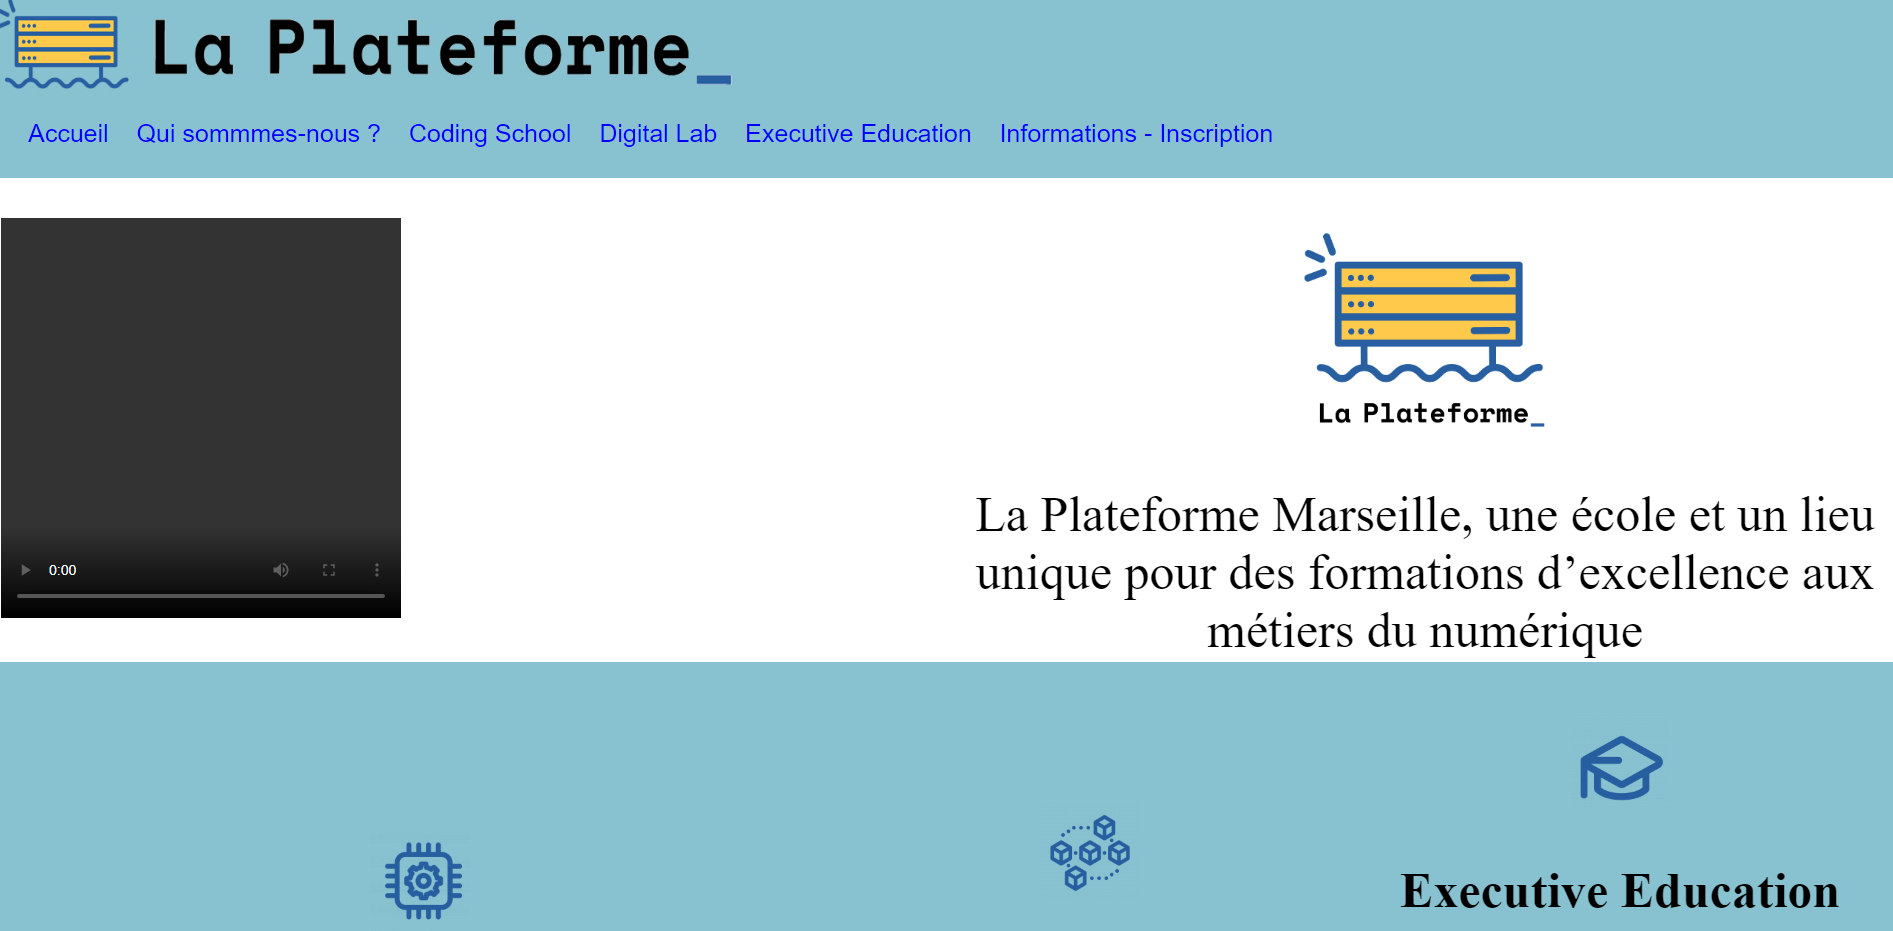 La Plateforme_
Accueil Qui sommmes-nous ? Coding School Digital Lab Executive Education Informations - Inscription
0:00
La Plateforme_
La Plateforme Marseille, une école et un lieu
unique pour des formations d’excellence aux
métiers du numérique
Executive Education